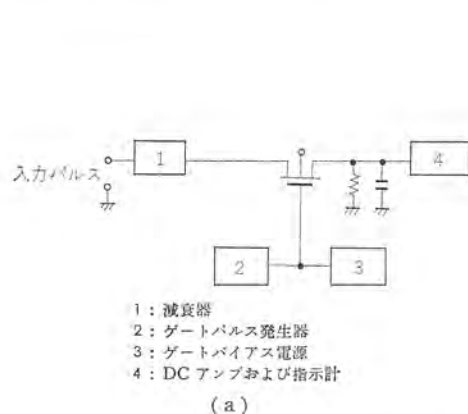 入力パルス
1
4
2
3
1：減衰器
2：ゲートパルス発生器
3：ゲートバイアス電源
4：DC アンプおよび指示計
(a)